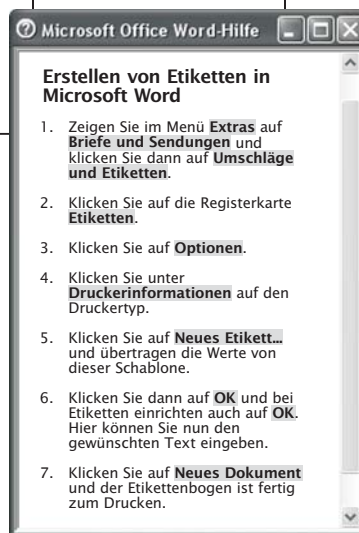 Microsoft Office Word-Hilfe
Erstellen von Etiketten in
Microsoft Word
1. Zeigen Sie im Menü Extras auf
Briefe und Sendungen und
klicken Sie dann auf Umschläge
und Etiketten.
2. Klicken Sie auf die Registerkarte
Etiketten.
3. Klicken Sie auf Optionen.
4. Klicken Sie unter
Druckerinformationen auf den
Druckertyp.
5. Klicken Sie auf Neues Etikett...
und übertragen die Werte von
dieser Schablone.
6. Klicken Sie dann auf OK und bei
Etiketten einrichten auch auf OK.
Hier können Sie nun den
gewünschten Text eingeben.
7. Klicken Sie auf Neues Dokument
und der Etikettenbogen ist fertig
zum Drucken.